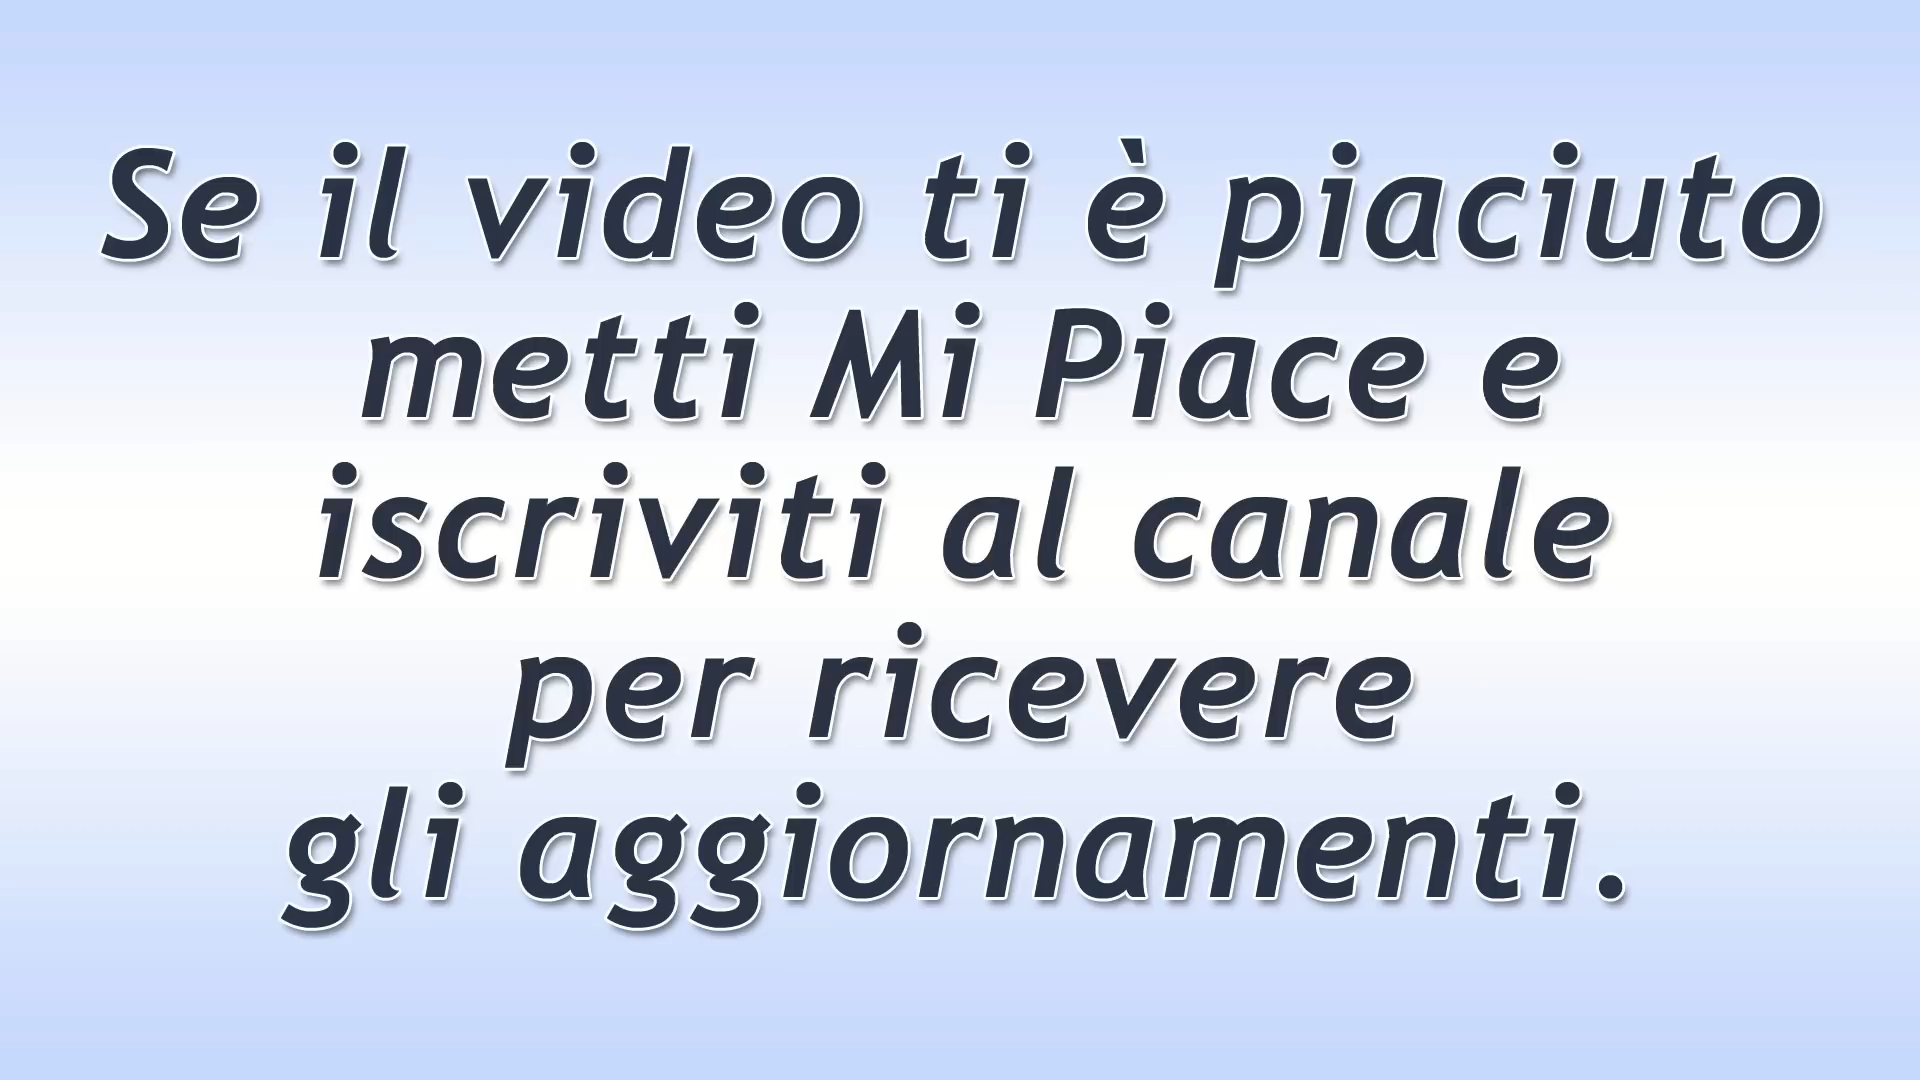 Se il video ti è piaciuto
metti Mi Piace e
iscriviti al canale
per ricevere
gli aggiornamenti.